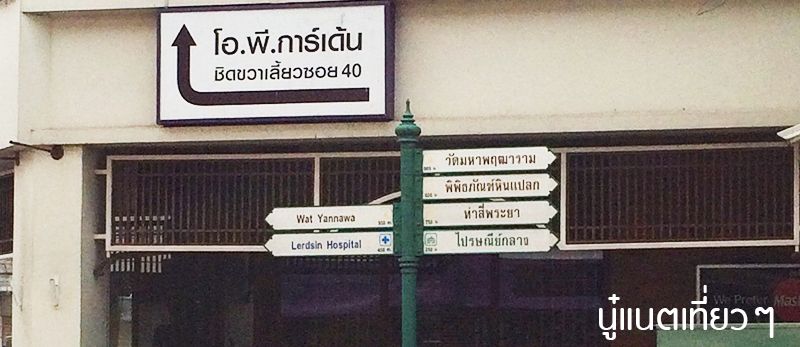 โอ.พี.การ์เด้น
ชิดขวาเลี้ยวซอย 40
วัดมหาพฤฒาราม
พิพิธภัณฑ์หินแปลก
Wat Yannawa
ท่าสี่พระยา
Lerdsin Hospital
ไปรษณีย์กลาง
We Prefer Mas
นู๋แนตเที่ยว ๆ